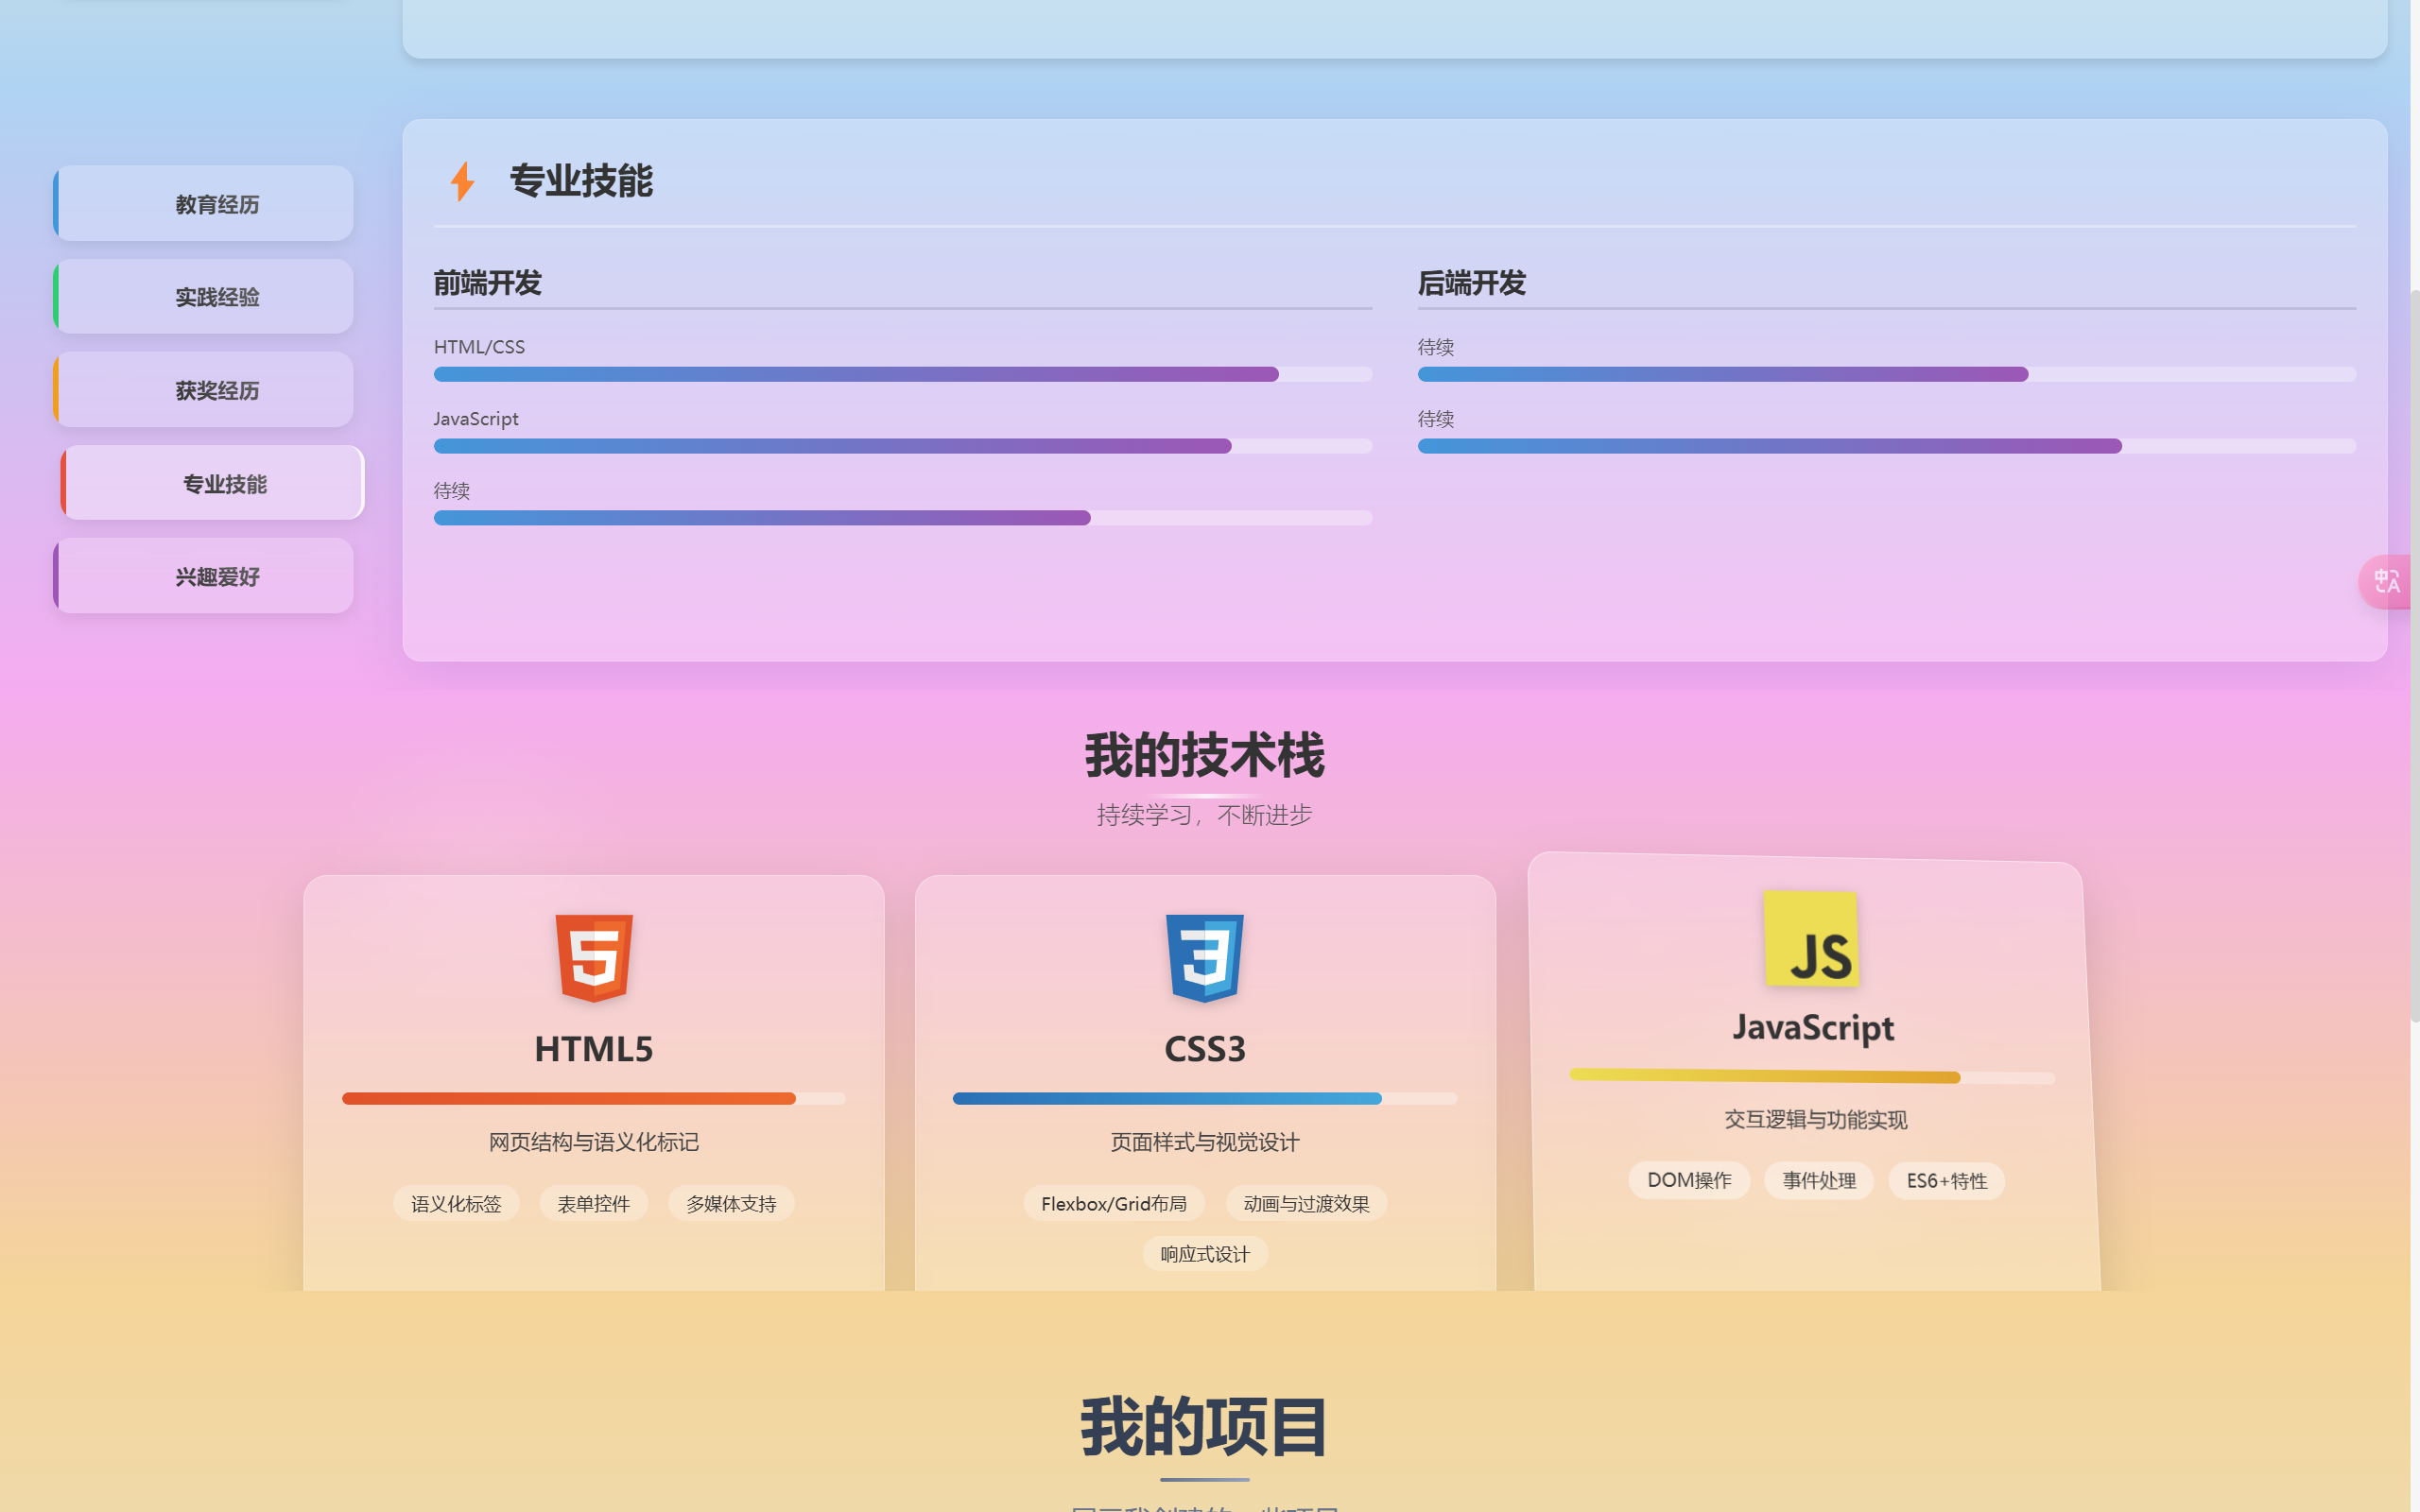 教育经历
实践经验
获奖经历
专业技能
兴趣爱好
专业技能
前端开发
HTML/CSS
JavaScript
待续
后端开发
待续
待续
我的技术栈
持续学习，不断进步
HTML5
网页结构与语义化标记
语义化标签 表单控件 多媒体支持
CSS3
页面样式与视觉设计
Flexbox/Grid布局 动画与过渡效果
响应式设计
JS
JavaScript
交互逻辑与功能实现
DOM操作 事件处理 ES6+特性
我的项目